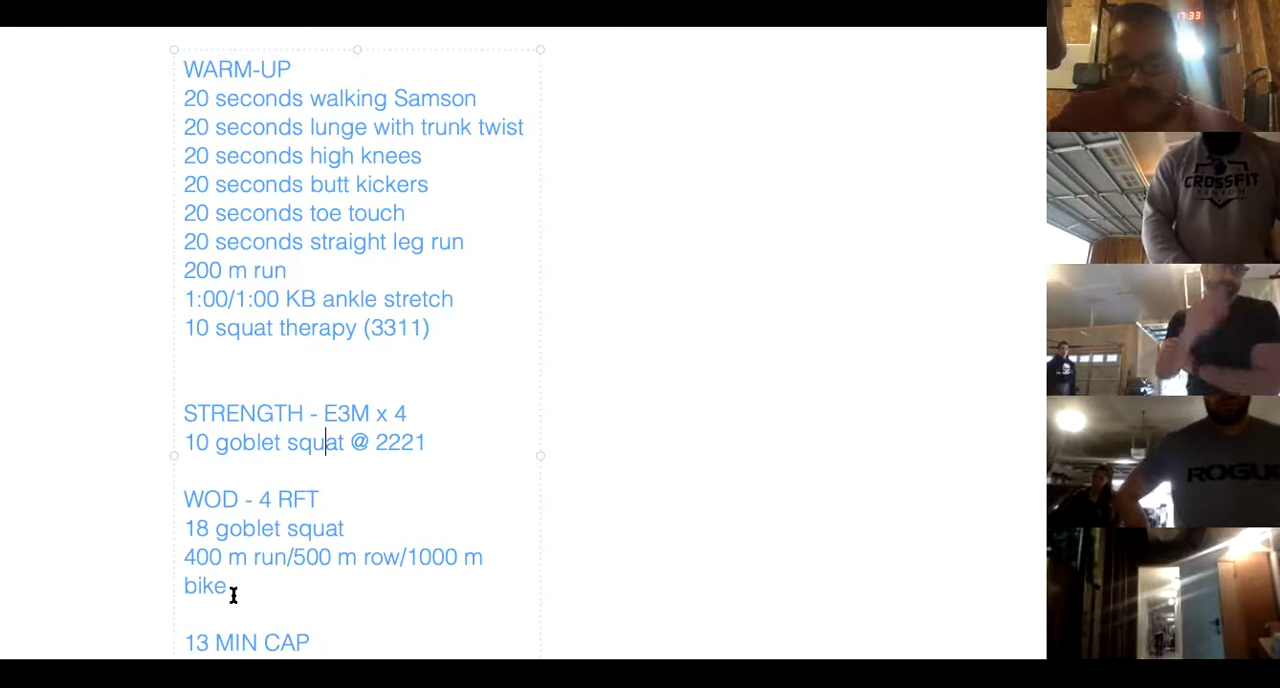 WARM-UP
20 seconds walking Samson
20 seconds lunge with trunk twist
20 seconds high knees
20 seconds butt kickers
20 seconds toe touch
20 seconds straight leg run
200 m run
1:00/1:00 KB ankle stretch
10 squat therapy (3311)
STRENGTH - E3M x 4
10 goblet squat @ 2221
WOD - 4 RFT
18 goblet squat
400 m run/500 m row/1000 m
bike
13 MIN CAP
17:33
CROSSFIT
ROGUE